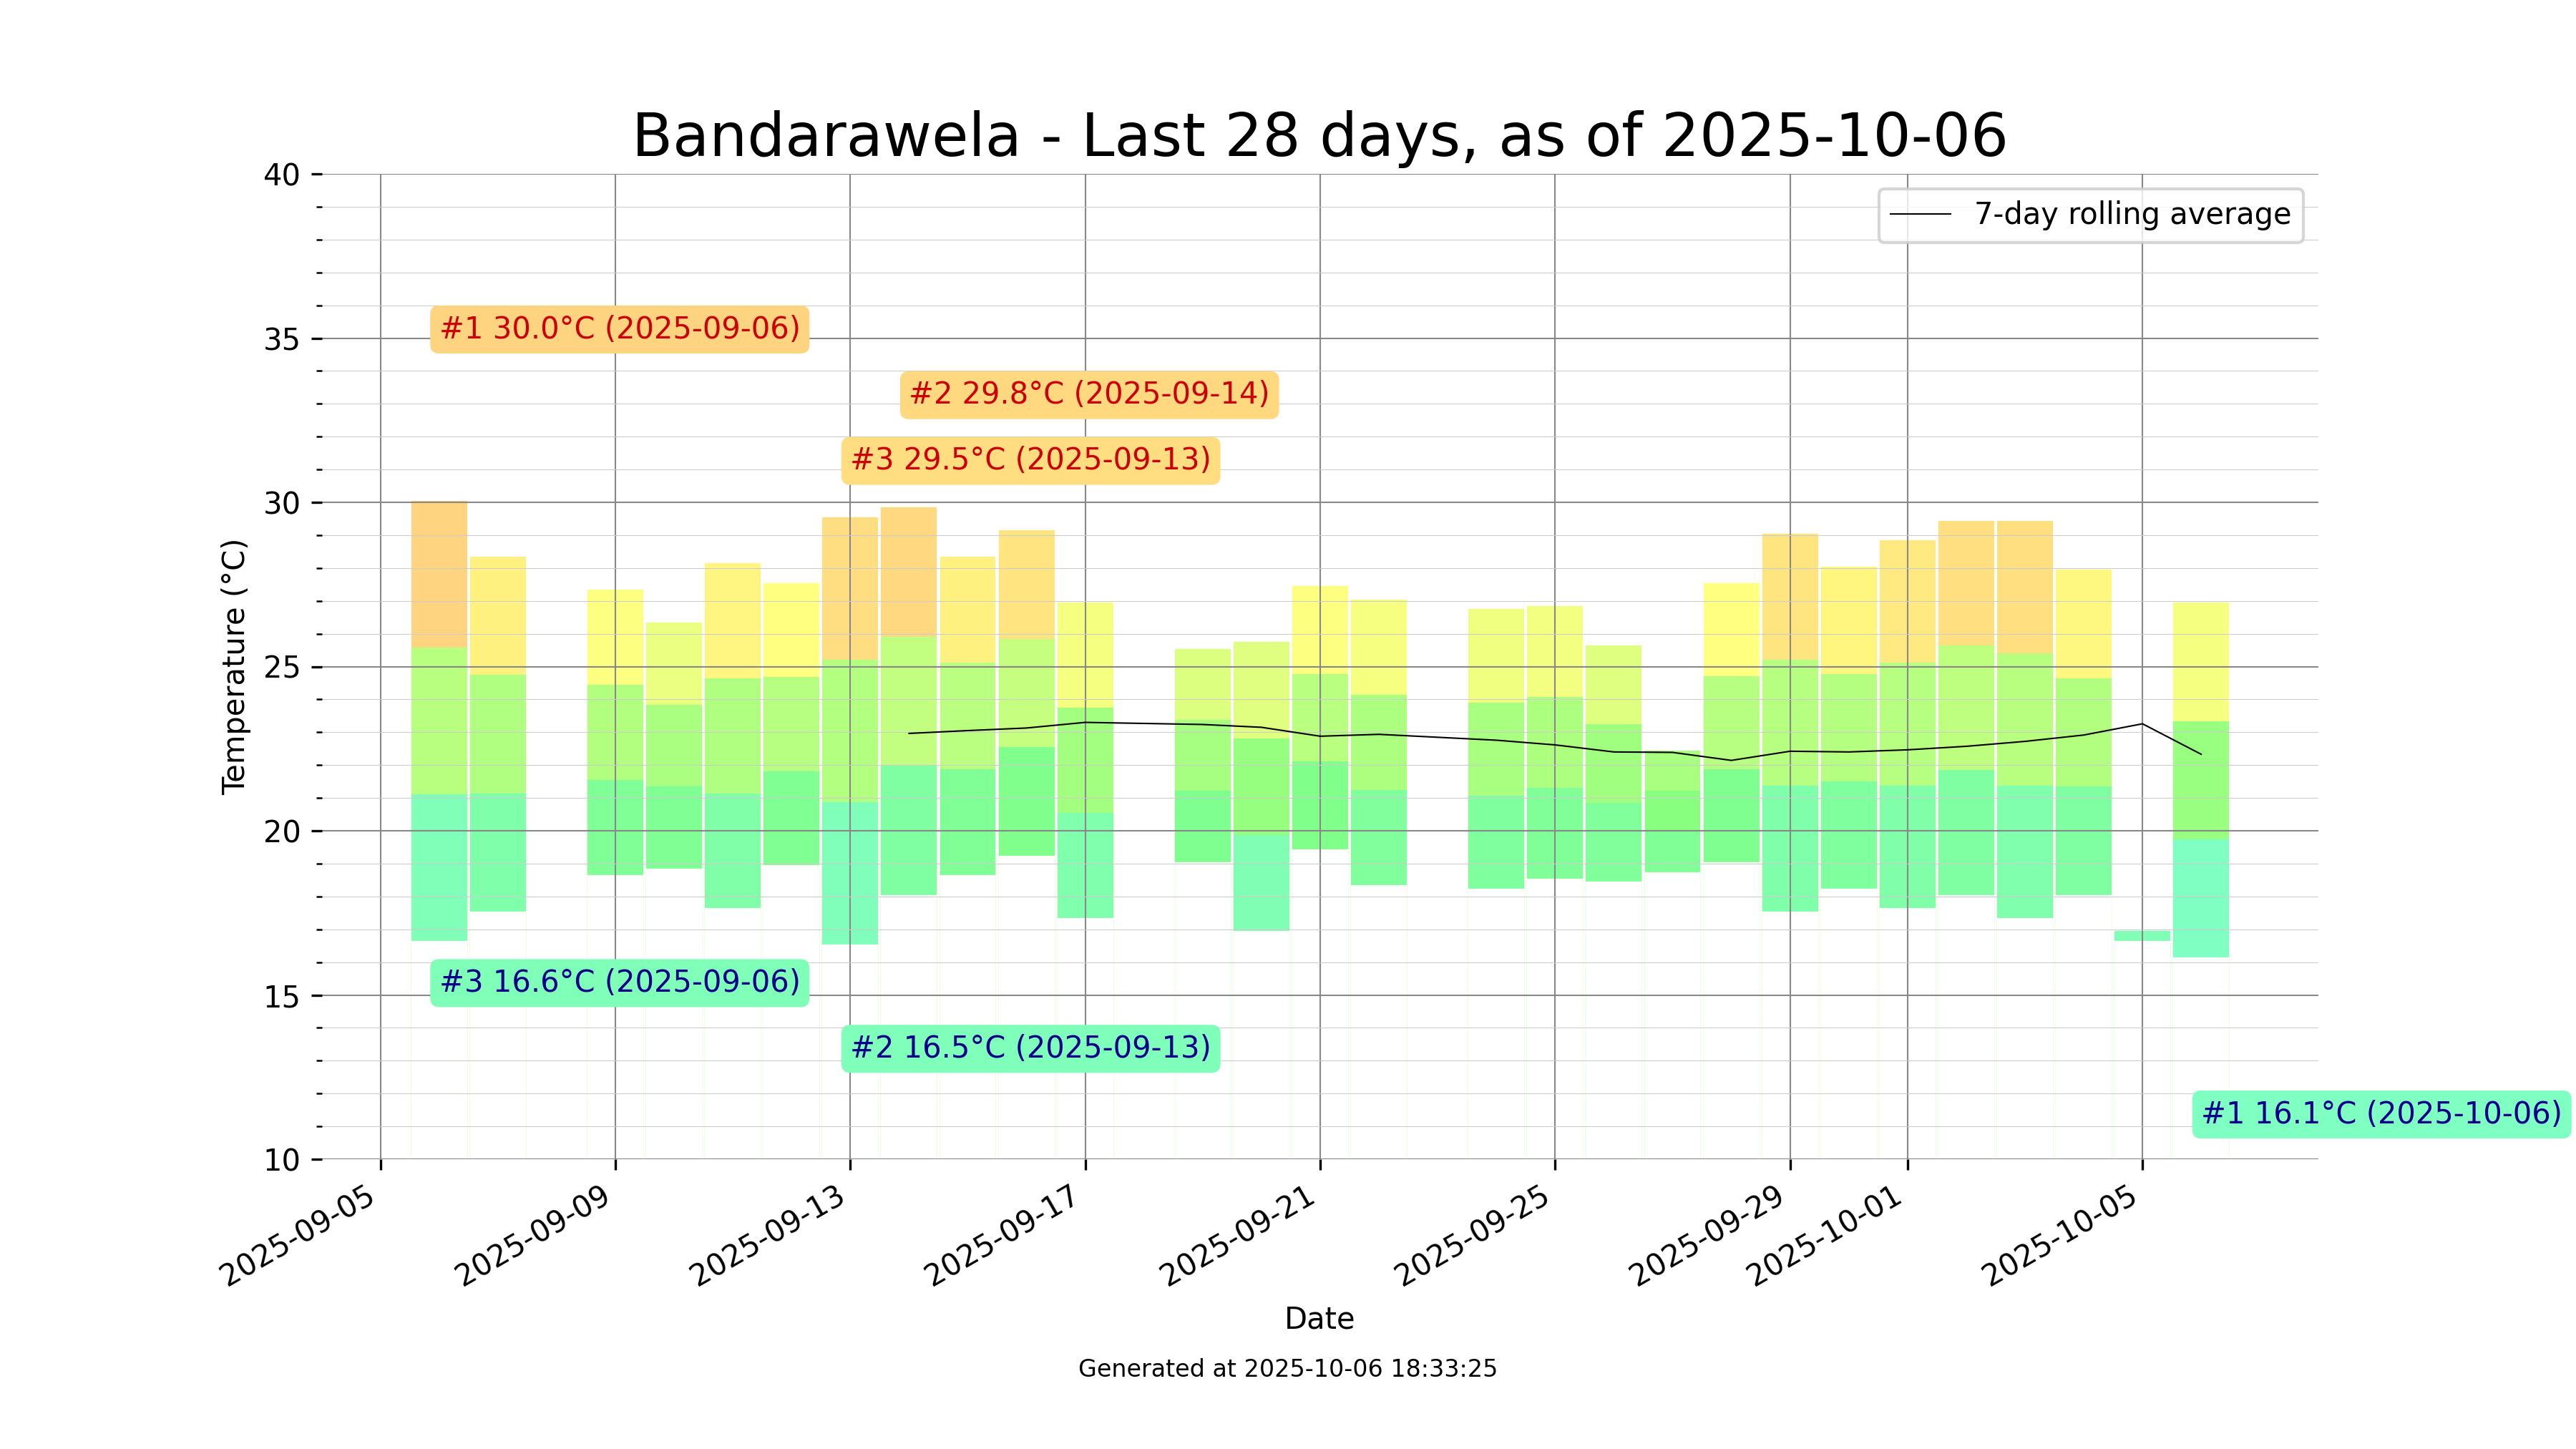 Bandarawela - Last 28 days, as of 2025-10-06
7-day rolling average
40
35
30
25
20
15
10
Temperature (°C)
#1 30.0°C (2025-09-06)
#2 29.8°C (2025-09-14)
#3 29.5°C (2025-09-13)
#3 16.6°C (2025-09-06)
#2 16.5°C (2025-09-13)
#1 16.1°C (2025-10-06)
2025-09-05
2025-09-09
2025-09-13
2025-09-17
2025-09-21
2025-09-25
2025-09-29
2025-10-01
2025-10-05
Date
Generated at 2025-10-06 18:33:25